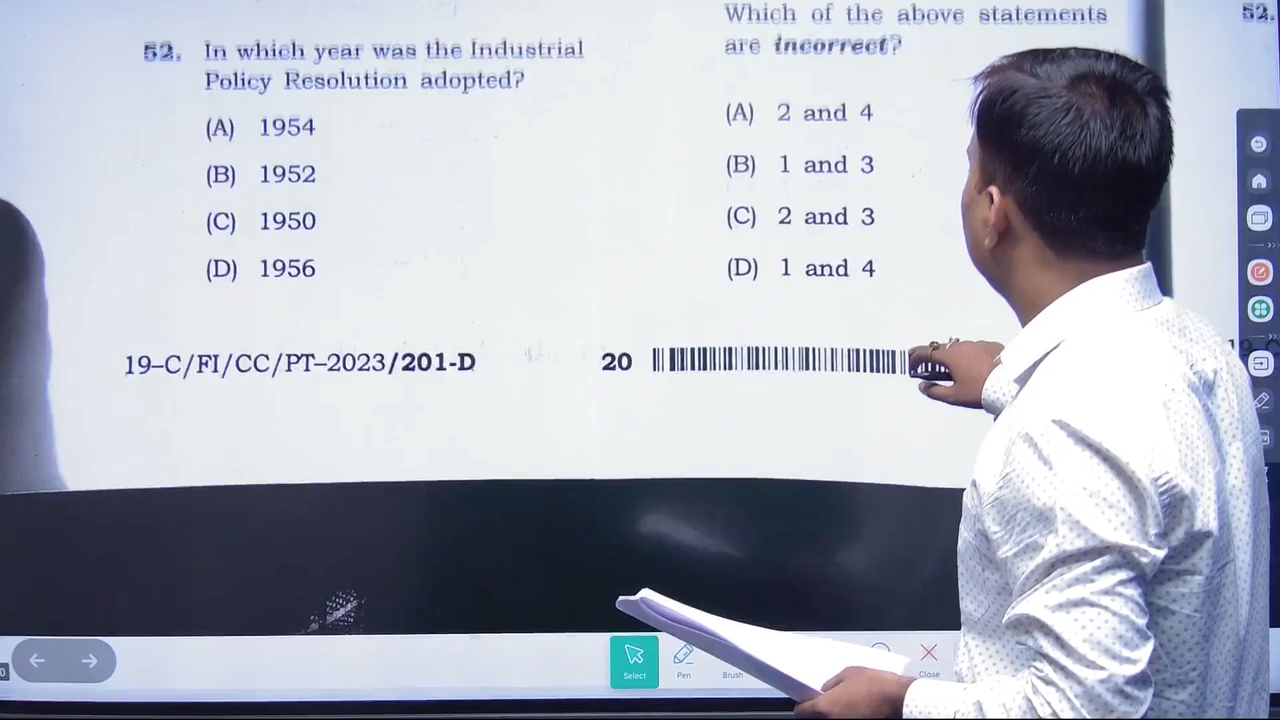 52. In which year was the Industrial
Policy Resolution adopted?
(A) 1954
(B) 1952
(C) 1950
(D) 1956
Which of the above statements
are incorrect?
(A) 2 and 4
(B) 1 and 3
(C) 2 and 3
(D) 1 and 4
52.
19–C/FI/CC/PT–2023/201-D
20
Select
Pen
Brush
Close